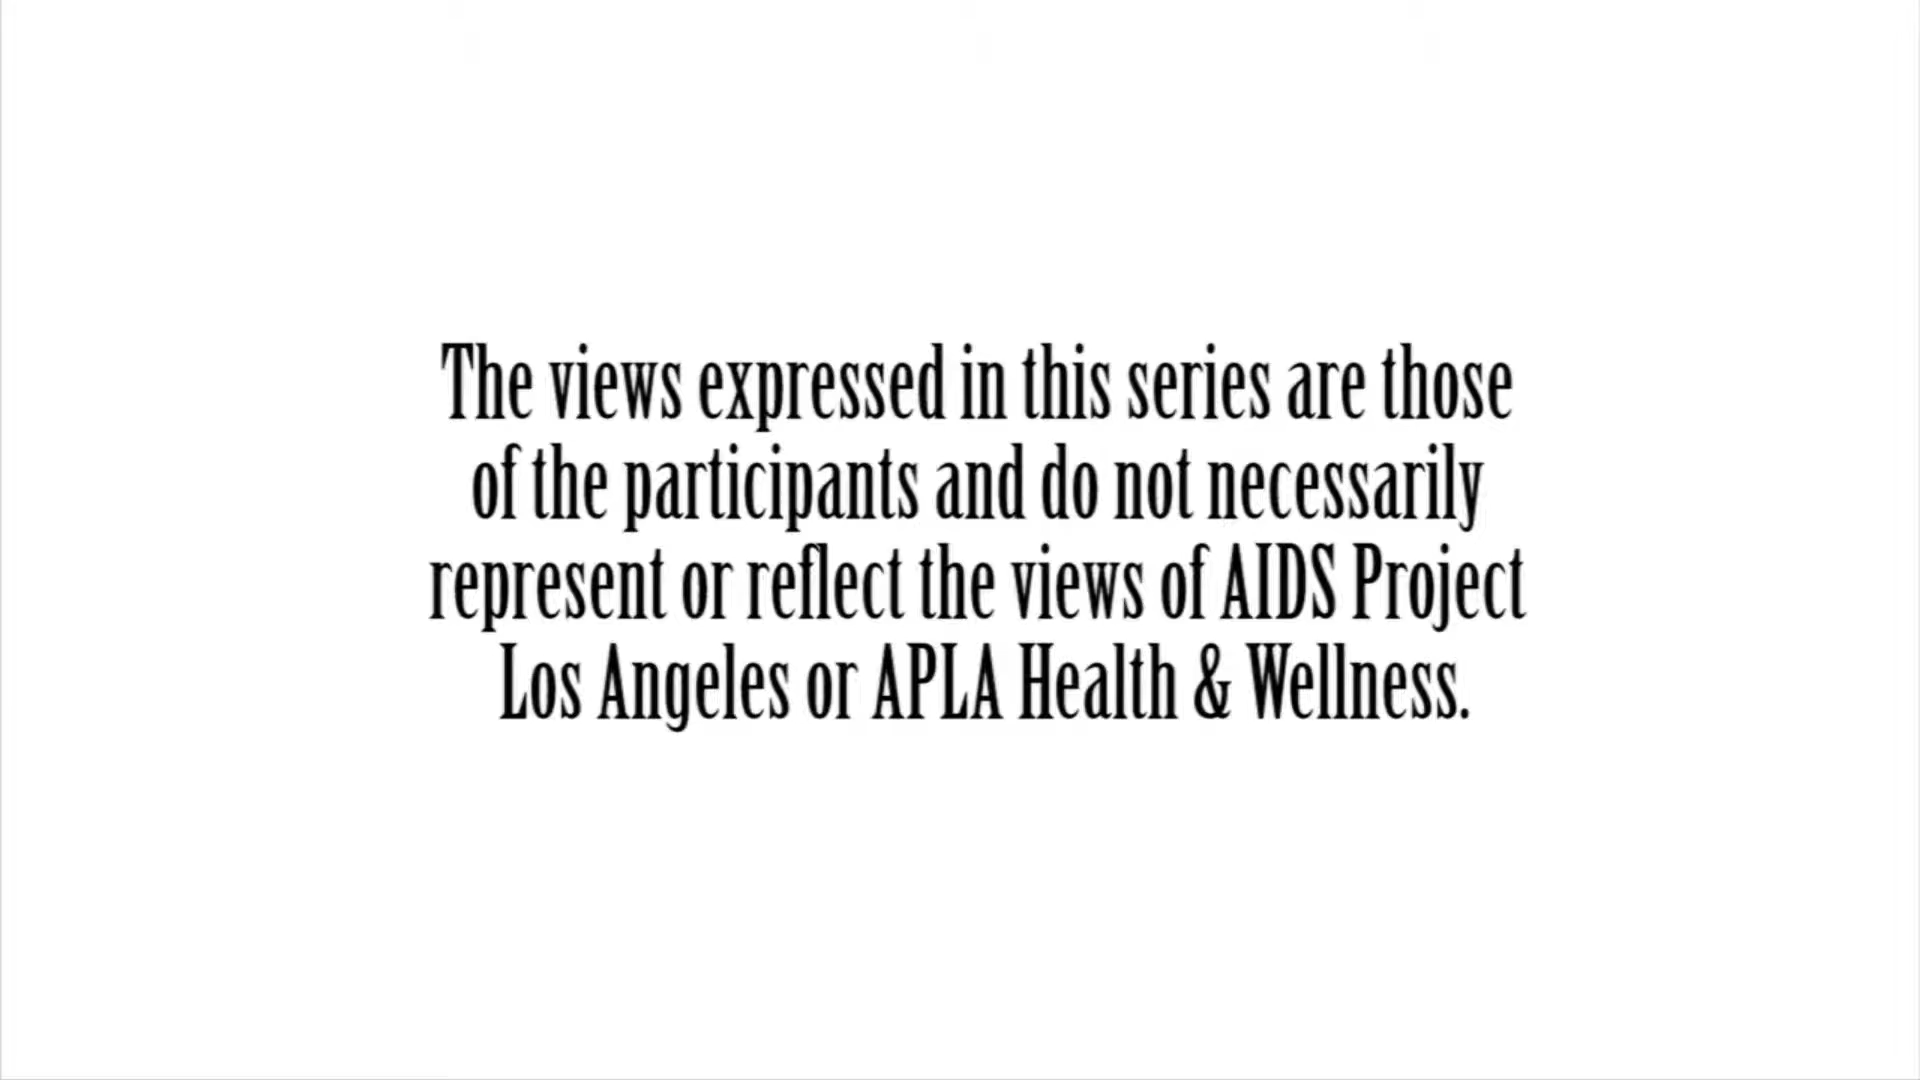 The views expressed in this series are those
of the participants and do not necessarily
represent or reflect the views of AIDS Project
Los Angeles or APLA Health & Wellness.